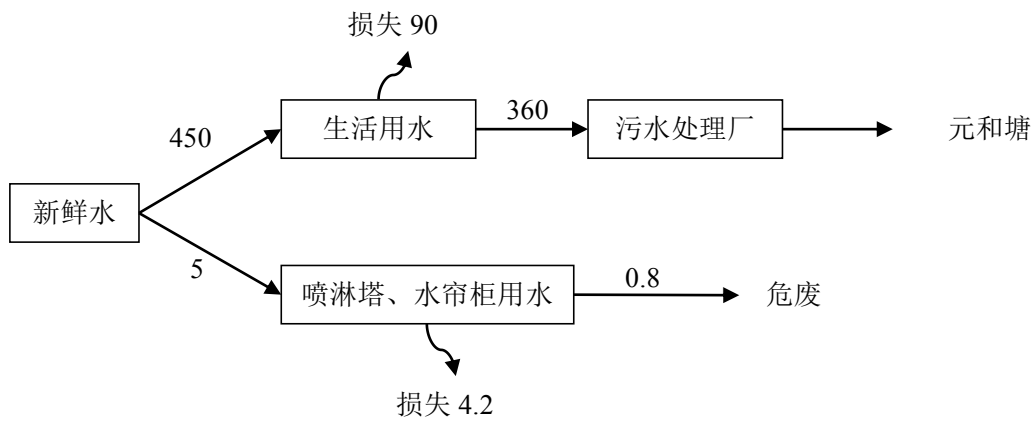 损失 90
450
生活用水
360
污水处理厂
元和塘
新鲜水
5
喷淋塔、水帘柜用水
0.8
危废
损失 4.2